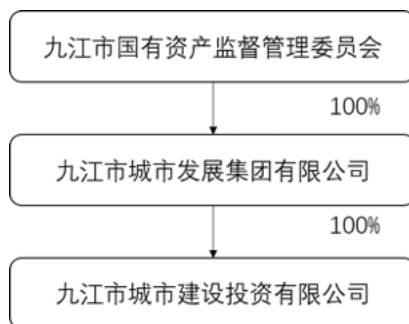 九江市国有资产监督管理委员会
100%
九江市城市发展集团有限公司
100%
九江市城市建设投资有限公司